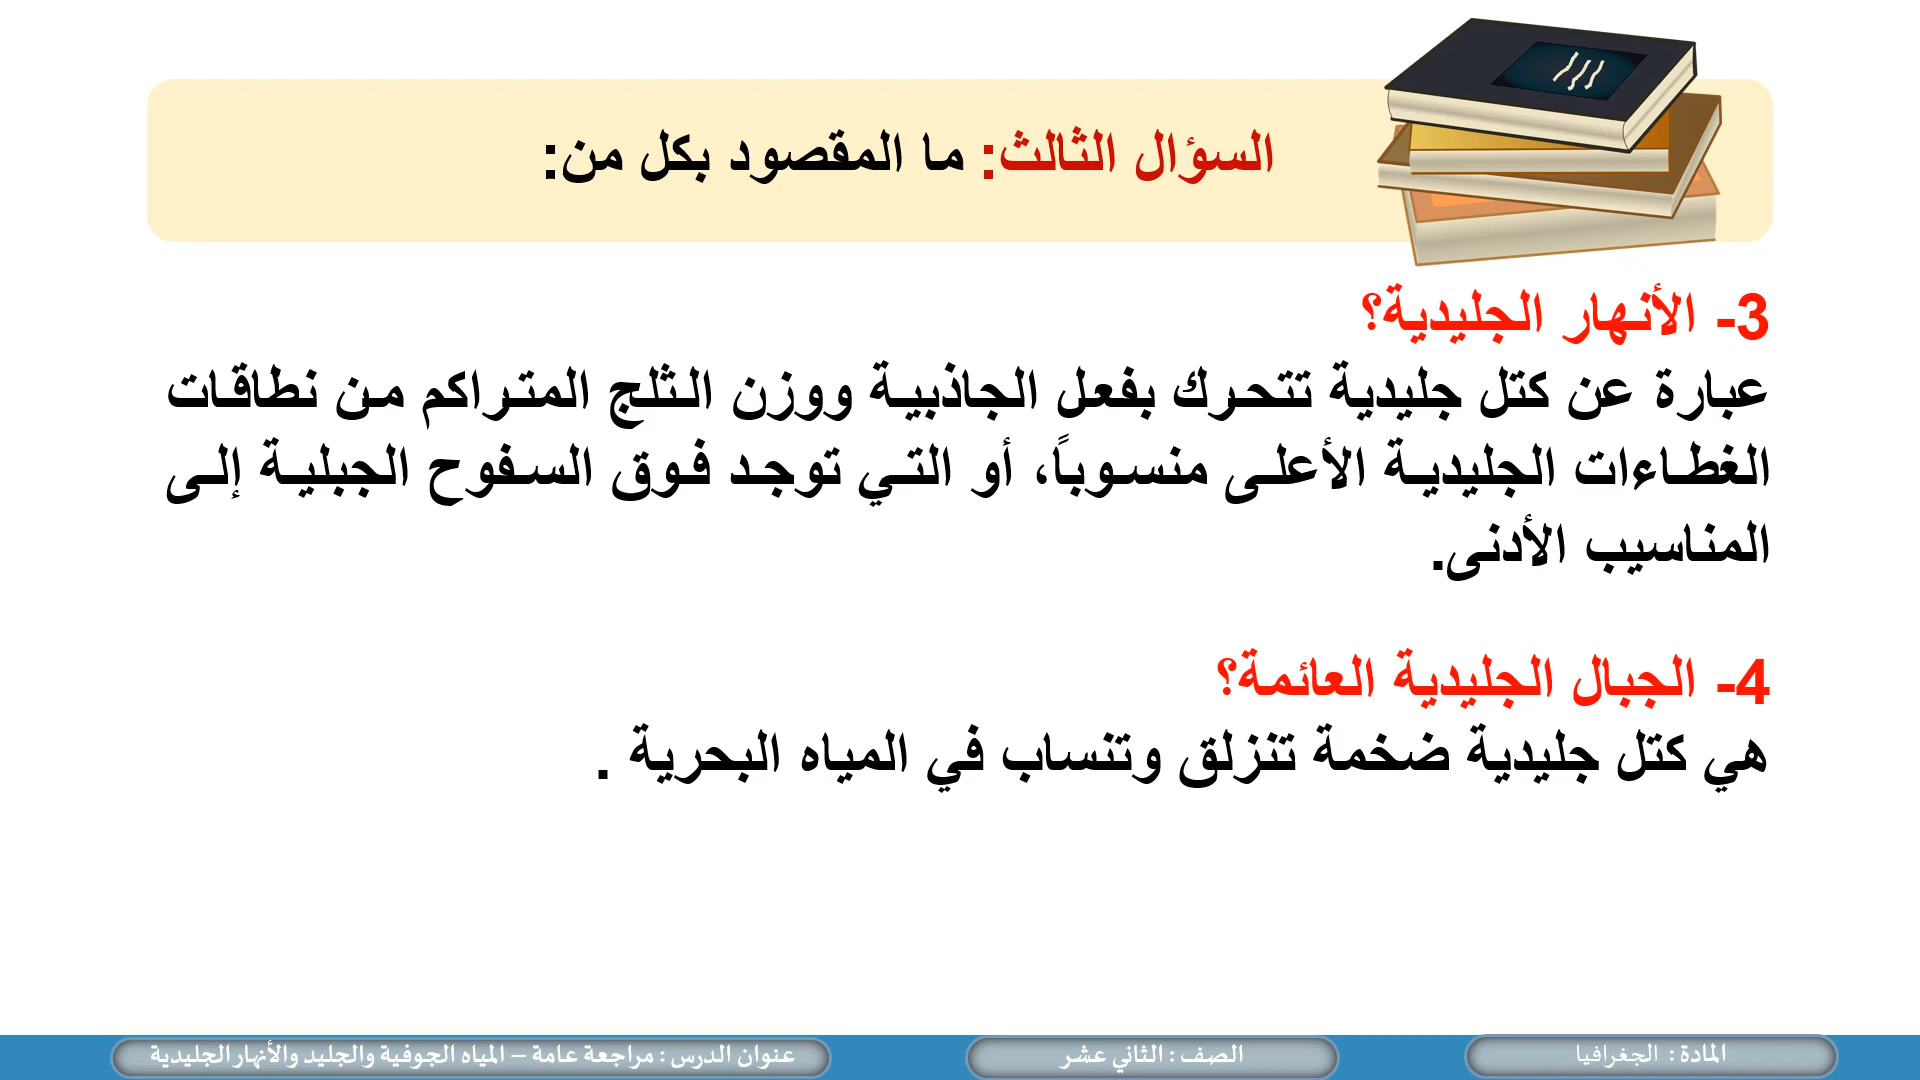 السؤال الثالث: ما المقصود بكل من:
3- الأنهار الجليدية؟
عبارة عن كتل جليدية تتحرك بفعل الجاذبية ووزن الثلج المتراكم من نطاقات
الغطاءات الجليدية الأعلى منسوباً، أو التي توجد فوق السفوح الجبلية إلى
المناسيب الأدنى.
4- الجبال الجليدية العائمة؟
هي كتل جليدية ضخمة تنزلق وتنساب في المياه البحرية .
المادة : الجغرافيا
الصف : الثاني عشر
عنوان الدرس : مراجعة عامة – المياه الجوفية والجليد والأنهار الجليدية